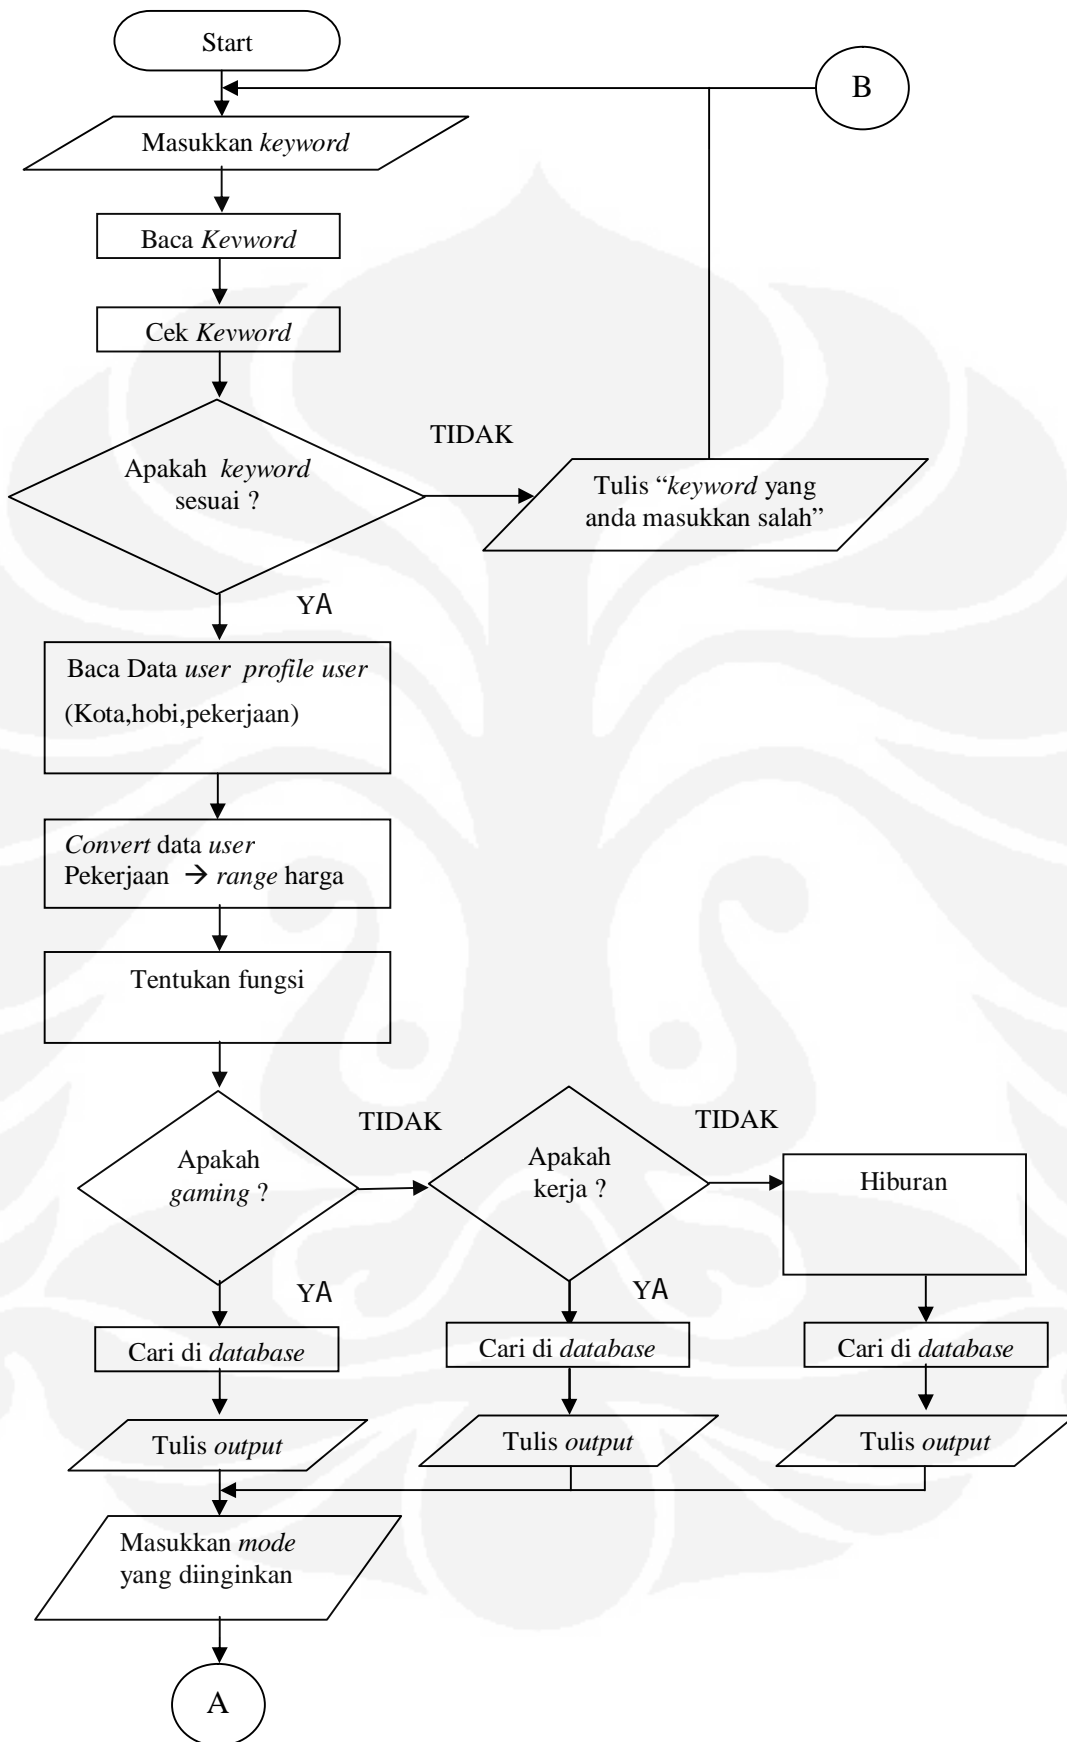 Start
B
Masukkan keyword
Baca Keyword
Cek Keyword
TIDAK
Apakah keyword
sesuai ?
Tulis “keyword yang
anda masukkan salah”
YA
Baca Data user profile user
(Kota,hobi,pekerjaan)
Convert data user
Pekerjaan → range harga
Tentukan fungsi
TIDAK
TIDAK
Apakah
gaming ?
Apakah
kerja ?
Hiburan
YA
YA
Cari di database
Cari di database
Cari di database
Tulis output
Tulis output
Tulis output
Masukkan mode
yang diinginkan
A